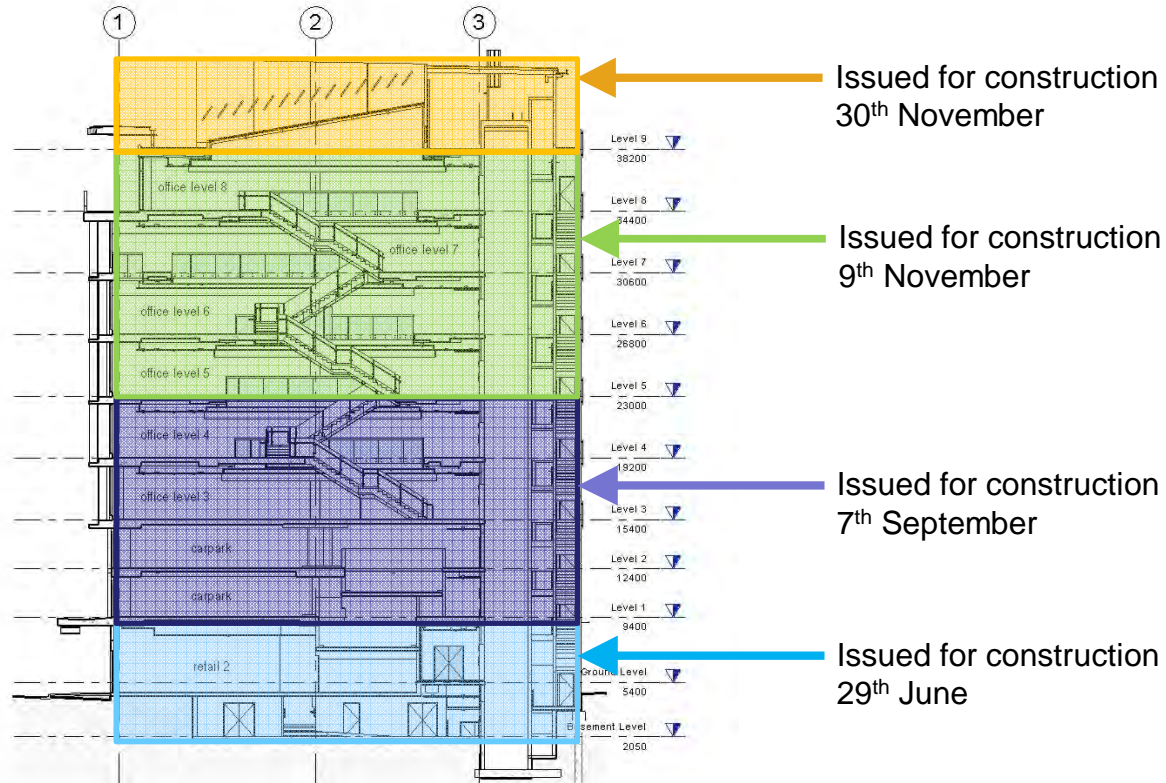 1
2
3
Issued for construction
30th November
Level 9
38200
office level 8
Level 8
34400
Issued for construction
9th November
office level 7
Level 7
30600
office level 6
Level 6
26800
office level 5
Level 5
23000
office level 4
Level 4
19200
Issued for construction
7th September
office level 3
Level 3
15400
carpark
Level 2
12400
carpark
Level 1
9400
Issued for construction
29th June
retail 2
Ground Level
5400
Basement Level
2050